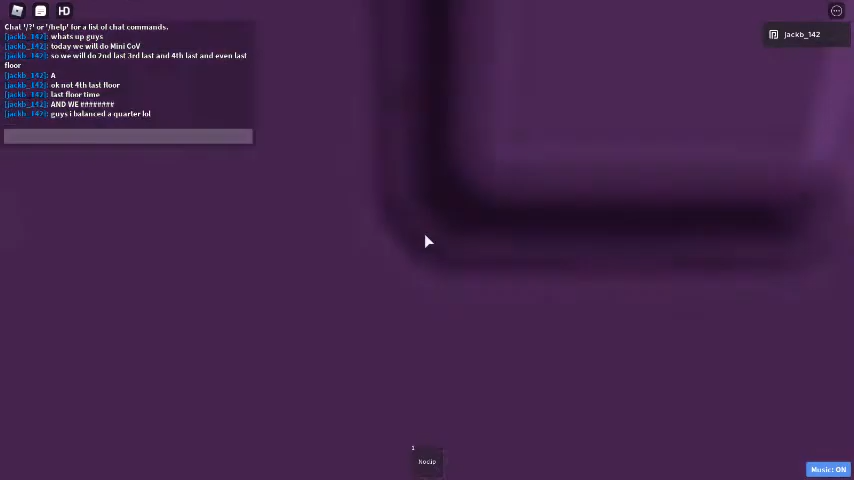 HD
Chat '/?' or '/help' for a list of chat commands.
[jackb_142]: whats up guys
[jackb_142]: today we will do Mini CoV
[jackb_142]: so we will do 2nd last 3rd last and 4th last and even last
floor
[jackb_142]: A
[jackb_142]: ok not 4th last floor
[jackb_142]: last floor time
[jackb_142]: AND WE ########
[jackb_142]: guys i balanced a quarter lol
jackb_142
1
Noclip
Music: ON